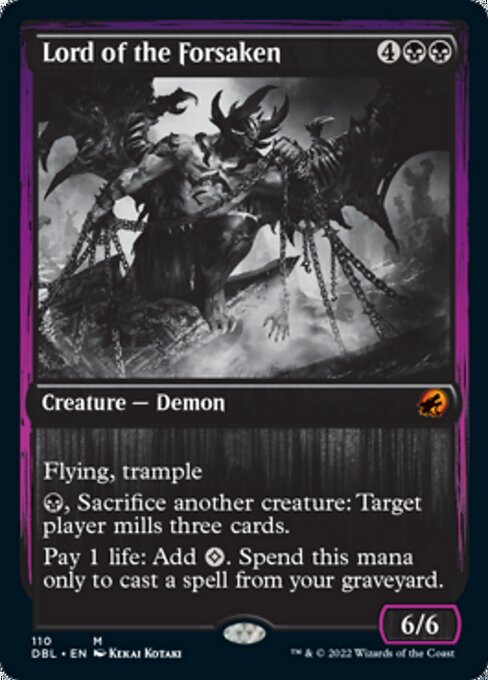 Lord of the Forsaken 4
Creature — Demon
Flying, trample
, Sacrifice another creature: Target
player mills three cards.
Pay 1 life: Add . Spend this mana
only to cast a spell from your graveyard.
6/6
110 M
DBL • EN Kekai Kotaki
™ & © 2022 Wizards of the Coast